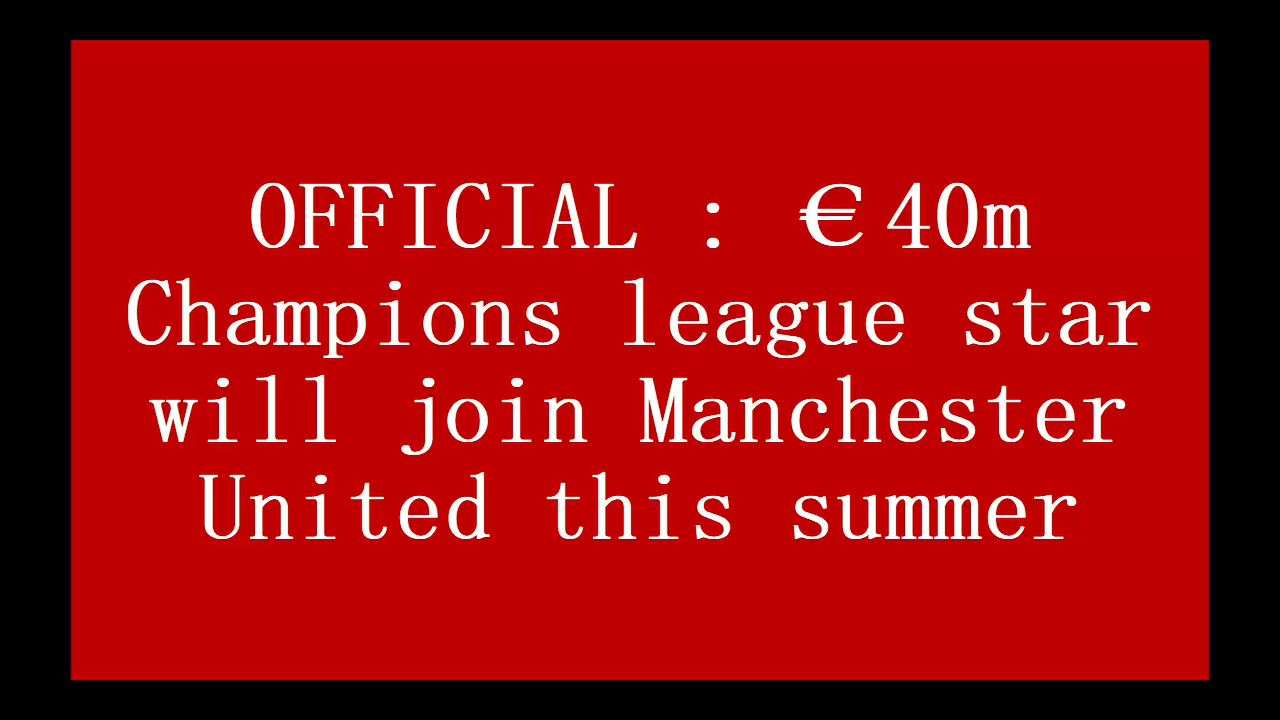 OFFICIAL : €40m
Champions league star
will join Manchester
United this summer